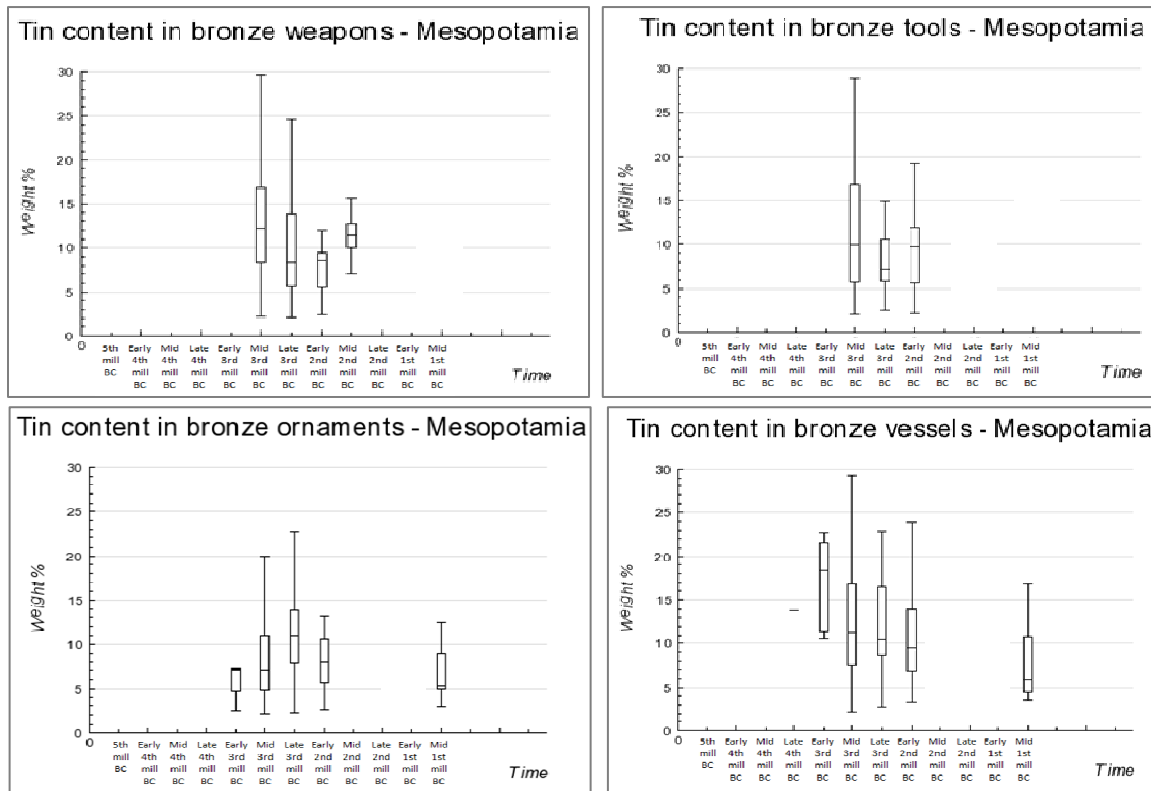 Tin content in bronze weapons - Mesopotamia
Weight %
30
25
20
15
10
5
0
0
5th Early Mid Late Early Mid Late Early Mid Late Early Mid
mill 4th 4th 4th 3rd 3rd 3rd 2nd 2nd 2nd 1st 1st
BC mill mill mill mill mill mill mill mill mill mill mill
BC BC BC BC BC BC BC BC BC BC BC
Time
Tin content in bronze tools - Mesopotamia
Weight %
30
25
20
15
10
5
0
0
5th Early Mid Late Early Mid Late Early Mid Late Early Mid
mill 4th 4th 4th 3rd 3rd 3rd 2nd 2nd 2nd 1st 1st
BC mill mill mill mill mill mill mill mill mill mill mill
BC BC BC BC BC BC BC BC BC BC BC
Time
Tin content in bronze ornaments - Mesopotamia
Weight %
30
25
20
15
10
5
0
0
5th Early Mid Late Early Mid Late Early Mid Late Early Mid
mill 4th 4th 4th 3rd 3rd 3rd 2nd 2nd 2nd 1st 1st
BC mill mill mill mill mill mill mill mill mill mill mill
BC BC BC BC BC BC BC BC BC BC BC
Time
Tin content in bronze vessels - Mesopotamia
Weight %
30
25
20
15
10
5
0
0
5th Early Mid Late Early Mid Late Early Mid Late Early Mid
mill 4th 4th 4th 3rd 3rd 3rd 2nd 2nd 2nd 1st 1st
BC mill mill mill mill mill mill mill mill mill mill mill
BC BC BC BC BC BC BC BC BC BC BC
Time